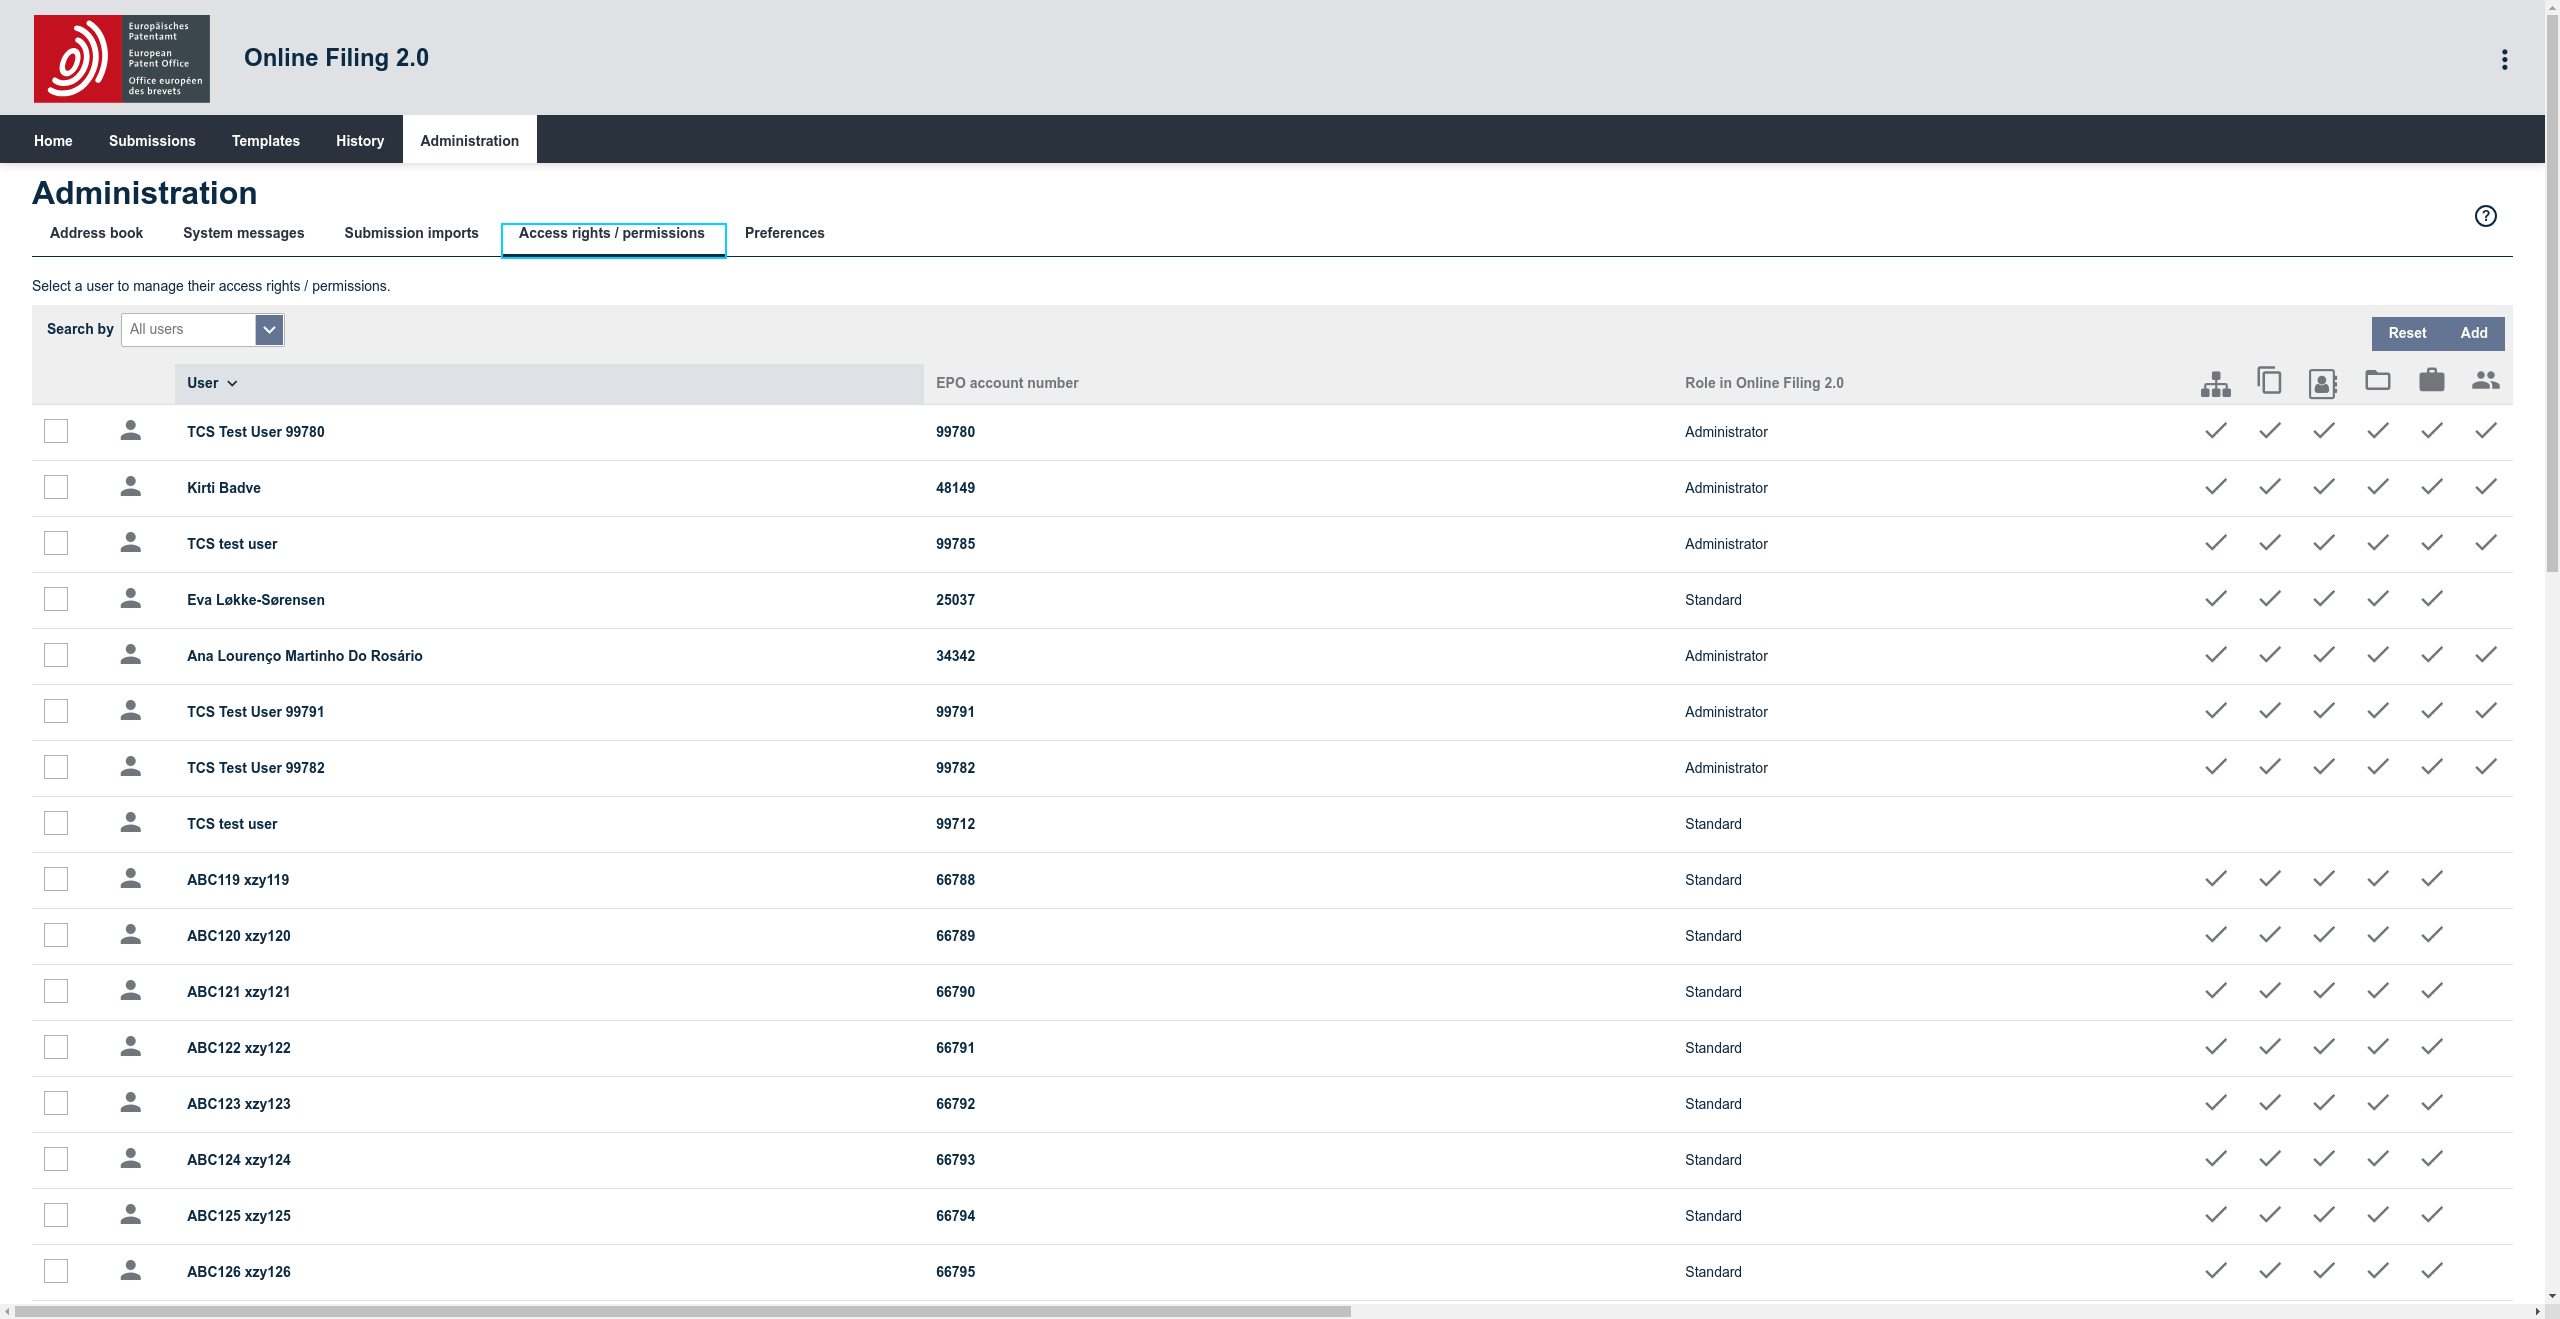 Europäisches
Patentamt
European
Patent Office
Office européen
des brevets
Online Filing 2.0
Home Submissions Templates History Administration
Administration
Address book System messages Submission imports Access rights / permissions Preferences
?
Select a user to manage their access rights / permissions.
Search by All users Reset Add
User EPO account number Role in Online Filing 2.0
TCS Test User 99780 99780 Administrator
Kirti Badve 48149 Administrator
TCS test user 99785 Administrator
Eva Løkke-Sørensen 25037 Standard
Ana Lourenço Martinho Do Rosário 34342 Administrator
TCS Test User 99791 99791 Administrator
TCS Test User 99782 99782 Administrator
TCS test user 99712 Standard
ABC119 xzy119 66788 Standard
ABC120 xzy120 66789 Standard
ABC121 xzy121 66790 Standard
ABC122 xzy122 66791 Standard
ABC123 xzy123 66792 Standard
ABC124 xzy124 66793 Standard
ABC125 xzy125 66794 Standard
ABC126 xzy126 66795 Standard